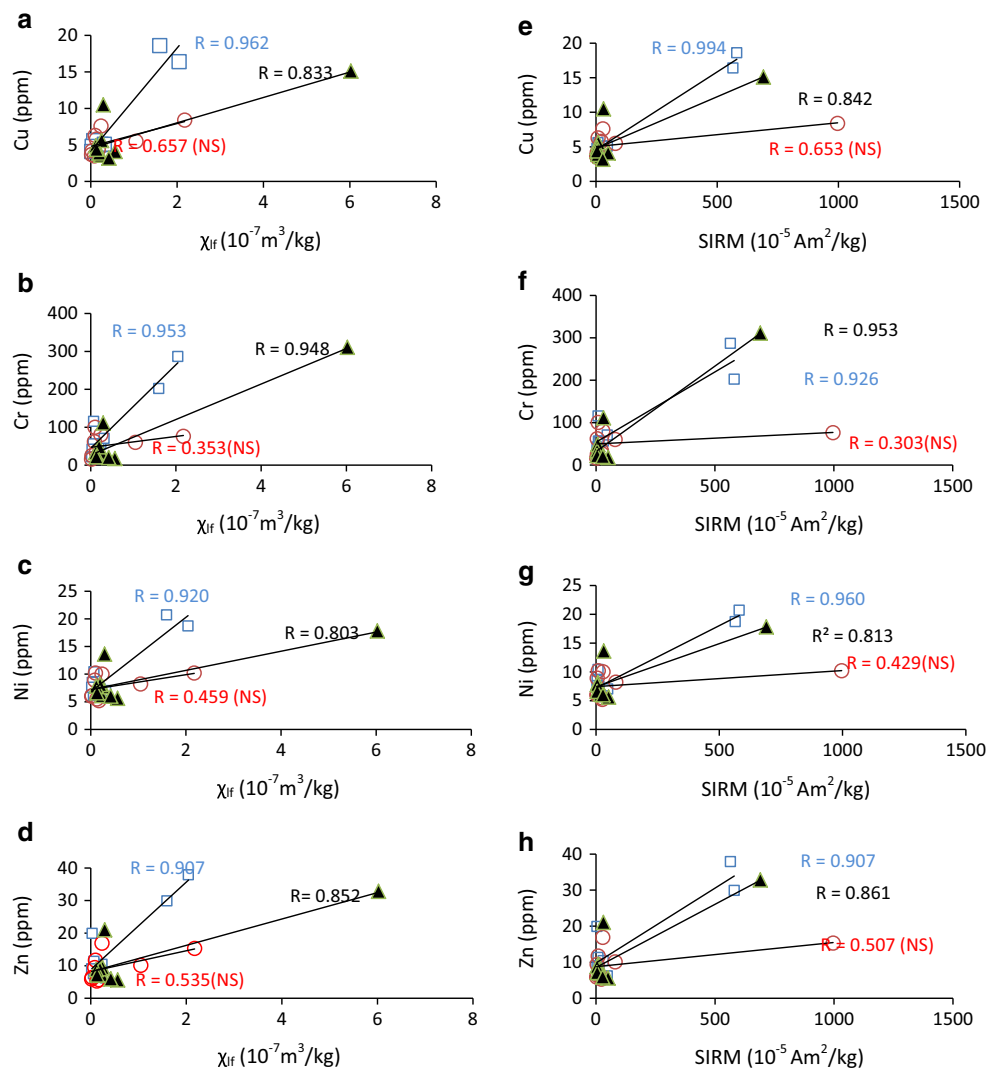 a
Cu (ppm)
20
15
10
5
0
R = 0.962
R = 0.833
R = 0.657 (NS)
0 2 4 6 8
χlf (10⁻⁷m³/kg)
e
Cu (ppm)
20
15
10
5
0
R = 0.994
R = 0.842
R = 0.653 (NS)
0 500 1000 1500
SIRM (10⁻⁵ Am²/kg)
b
Cr (ppm)
400
300
200
100
0
R = 0.953
R = 0.948
R = 0.353(NS)
0 2 4 6 8
χlf (10⁻⁷m³/kg)
f
Cr (ppm)
400
300
200
100
0
R = 0.953
R = 0.926
R = 0.303(NS)
0 500 1000 1500
SIRM (10⁻⁵ Am²/kg)
c
Ni (ppm)
25
20
15
10
5
0
R = 0.920
R = 0.803
R = 0.459 (NS)
0 2 4 6 8
χlf (10⁻⁷m³/kg)
g
Ni (ppm)
25
20
15
10
5
0
R = 0.960
R² = 0.813
R = 0.429(NS)
0 500 1000 1500
SIRM (10⁻⁵ Am²/kg)
d
Zn (ppm)
40
30
20
10
0
R = 0.907
R = 0.852
R = 0.535(NS)
0 2 4 6 8
χlf (10⁻⁷m³/kg)
h
Zn (ppm)
40
30
20
10
0
R = 0.907
R = 0.861
R = 0.507 (NS)
0 500 1000 1500
SIRM (10⁻⁵ Am²/kg)